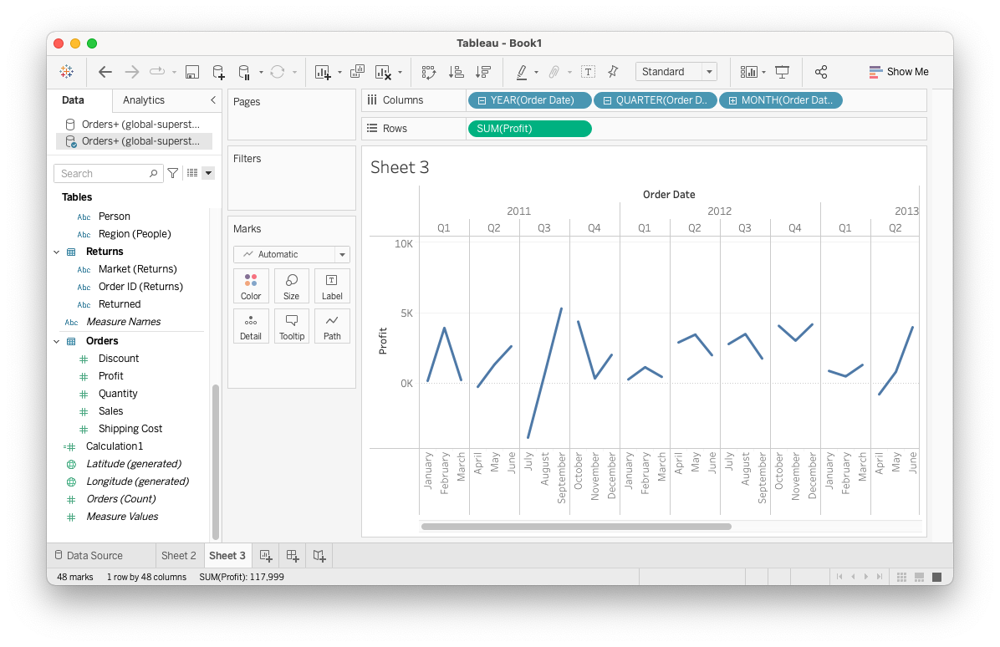 Tableau - Book1
Standard
Show Me
Data
Analytics
Orders+ (global-superst...
Orders+ (global-superst...
Search
Tables
Abc Person
Abc Region (People)
Returns
Abc Market (Returns)
Abc Order ID (Returns)
Abc Returned
Abc Measure Names
Orders
Discount
Profit
Quantity
Sales
Shipping Cost
Calculation1
Latitude (generated)
Longitude (generated)
Orders (Count)
Measure Values
Pages
Filters
Marks
Automatic
Color Size Label
Detail Tooltip Path
Columns YEAR(Order Date) QUARTER(Order D.. MONTH(Order Dat..
Rows SUM(Profit)
Sheet 3
Order Date
2011 2012 2013
Q1 Q2 Q3 Q4 Q1 Q2 Q3 Q4 Q1 Q2
10K
5K
0K
Profit
January February March April May June July August September October November December January February March April May June July August September October November December January February March April May June
Data Source Sheet 2 Sheet 3
48 marks 1 row by 48 columns SUM(Profit): 117,999